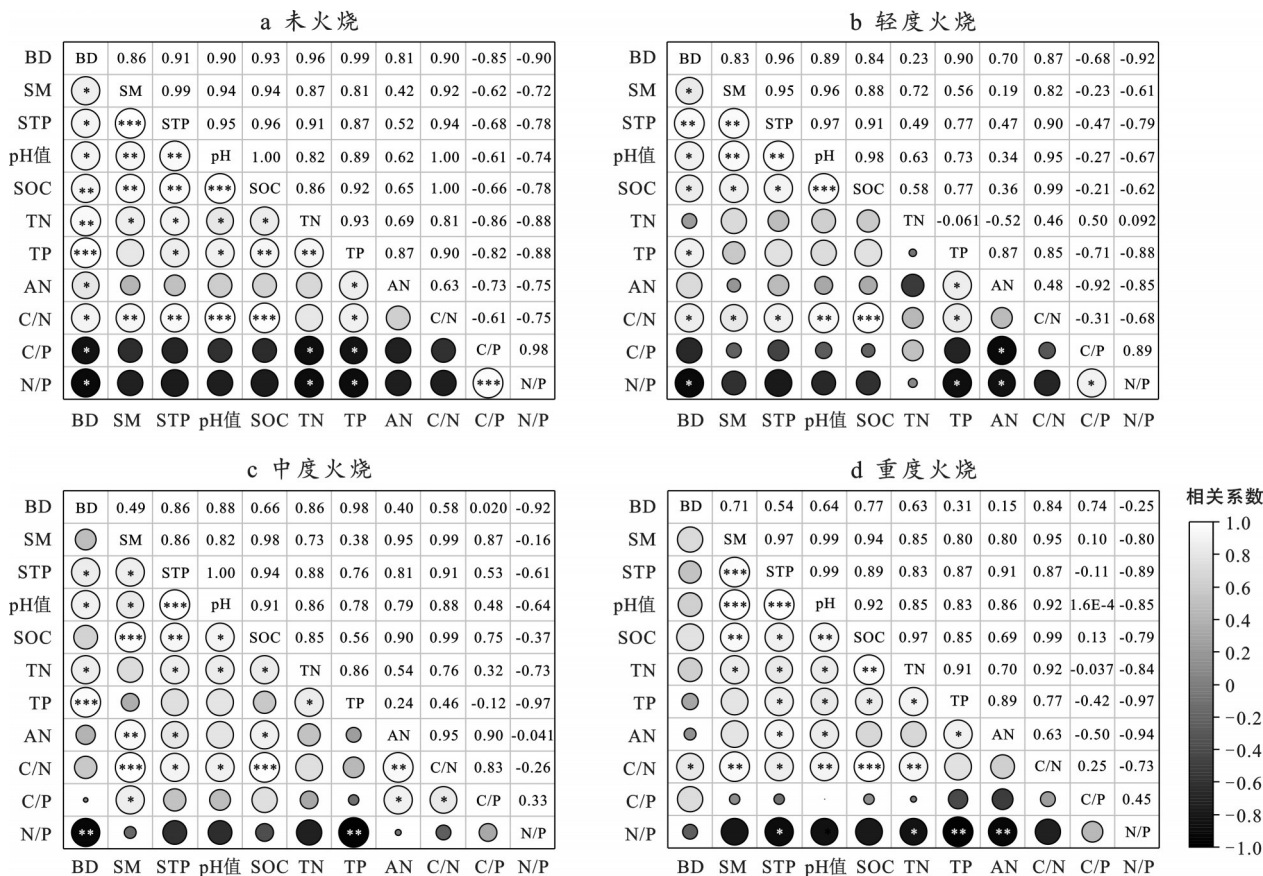 a 未火烧
BD BD 0.86 0.91 0.90 0.93 0.96 0.99 0.81 0.90 -0.85 -0.90
SM * SM 0.99 0.94 0.94 0.87 0.81 0.42 0.92 -0.62 -0.72
STP * *** STP 0.95 0.96 0.91 0.87 0.52 0.94 -0.68 -0.78
pH值 * ** ** pH 1.00 0.82 0.89 0.62 1.00 -0.61 -0.74
SOC ** ** ** *** SOC 0.86 0.92 0.65 1.00 -0.66 -0.78
TN ** * * * * TN 0.93 0.69 0.81 -0.86 -0.88
TP *** * * ** ** TP 0.87 0.90 -0.82 -0.88
AN * * AN 0.63 -0.73 -0.75
C/N * ** ** *** *** * C/N -0.61 -0.75
C/P * * * C/P 0.98
N/P * * * *** N/P
BD SM STP pH值 SOC TN TP AN C/N C/P N/P
b 轻度火烧
BD BD 0.83 0.96 0.89 0.84 0.23 0.90 0.70 0.87 -0.68 -0.92
SM * SM 0.95 0.96 0.88 0.72 0.56 0.19 0.82 -0.23 -0.61
STP ** ** STP 0.97 0.91 0.49 0.77 0.47 0.90 -0.47 -0.79
pH值 * ** ** pH 0.98 0.63 0.73 0.34 0.95 -0.27 -0.67
SOC * * * *** SOC 0.58 0.77 0.36 0.99 -0.21 -0.62
TN TN -0.061 -0.52 0.46 0.50 0.092
TP * TP 0.87 0.85 -0.71 -0.88
AN * AN 0.48 -0.92 -0.85
C/N * * * ** *** * C/N -0.31 -0.68
C/P * C/P 0.89
N/P * * * * N/P
BD SM STP pH值 SOC TN TP AN C/N C/P N/P
c 中度火烧
BD BD 0.49 0.86 0.88 0.66 0.86 0.98 0.40 0.58 0.020 -0.92
SM SM 0.86 0.82 0.98 0.73 0.38 0.95 0.99 0.87 -0.16
STP * * STP 1.00 0.94 0.88 0.76 0.81 0.91 0.53 -0.61
pH值 * * *** pH 0.91 0.86 0.78 0.79 0.88 0.48 -0.64
SOC *** ** * SOC 0.85 0.56 0.90 0.99 0.75 -0.37
TN * * * * TN 0.86 0.54 0.76 0.32 -0.73
TP *** * TP 0.24 0.46 -0.12 -0.97
AN ** * * AN 0.95 0.90 -0.041
C/N *** * * *** ** C/N 0.83 -0.26
C/P * * * C/P 0.33
N/P ** ** N/P
BD SM STP pH值 SOC TN TP AN C/N C/P N/P
d 重度火烧
BD BD 0.71 0.54 0.64 0.77 0.63 0.31 0.15 0.84 0.74 -0.25
SM SM 0.97 0.99 0.94 0.85 0.80 0.80 0.95 0.10 -0.80
STP *** STP 0.99 0.89 0.83 0.87 0.91 0.87 -0.11 -0.89
pH值 *** *** pH 0.92 0.85 0.83 0.86 0.92 1.6E-4 -0.85
SOC ** * ** SOC 0.97 0.85 0.69 0.99 0.13 -0.79
TN * * * ** TN 0.91 0.70 0.92 -0.037 -0.84
TP * * * * TP 0.89 0.77 -0.42 -0.97
AN * * * AN 0.63 -0.50 -0.94
C/N * ** * ** *** ** C/N 0.25 -0.73
C/P C/P 0.45
N/P * * * ** ** N/P
BD SM STP pH值 SOC TN TP AN C/N C/P N/P
相关系数
1.0
0.8
0.6
0.4
0.2
0
-0.2
-0.4
-0.6
-0.8
-1.0